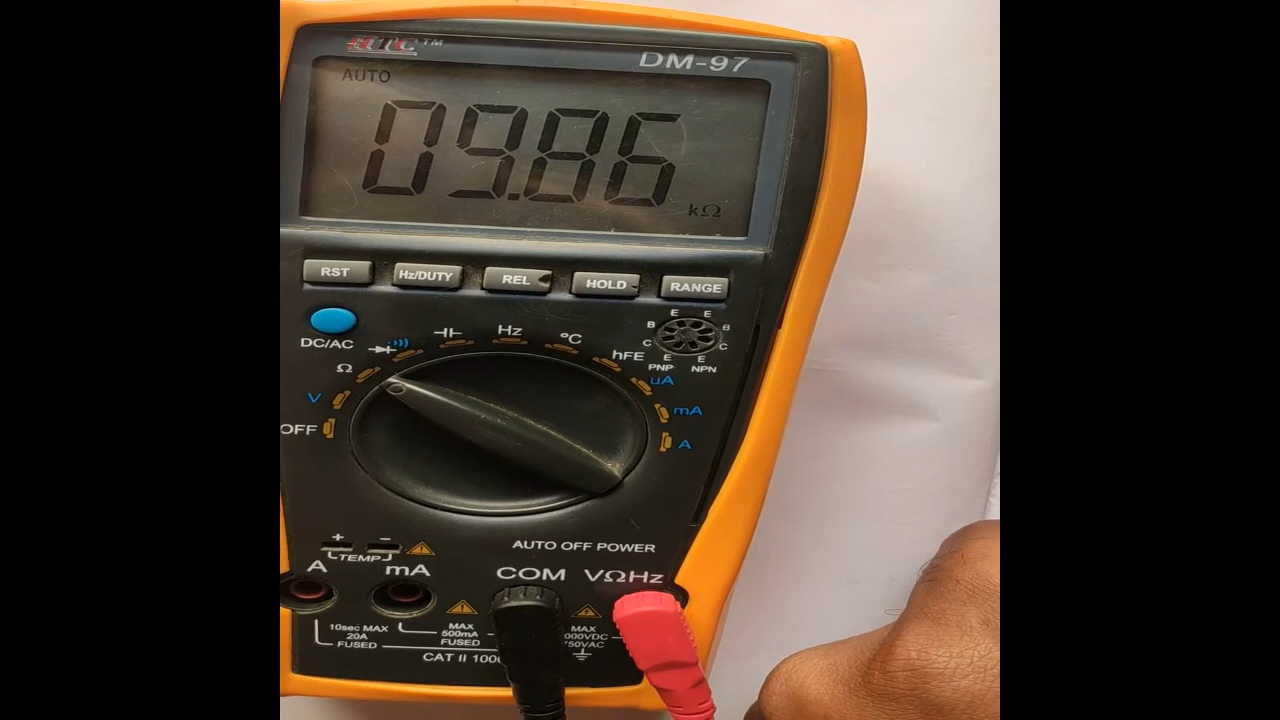 HTC™
DM-97
AUTO
09.86
kΩ
RST Hz/DUTY REL HOLD RANGE
DC/AC
Hz °C hFE
Ω
V
OFF
uA
mA
A
E E
B B
C C
E E
PNP NPN
AUTO OFF POWER
+ -
TEMP
A mA COM VΩHz
10sec MAX
20A
FUSED
MAX
500mA
FUSED
MAX
000VDC
750VAC
CAT II 100